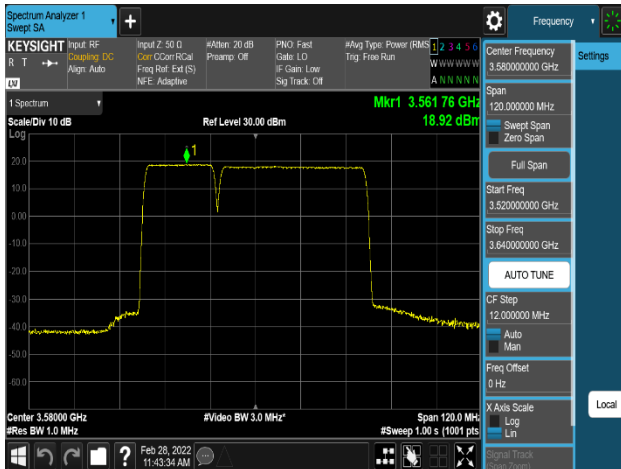 Spectrum Analyzer 1
Swept SA
+
Frequency
KEYSIGHT
R T
Input: RF
Coupling: DC
Align: Auto
Input Z: 50 Ω
Corr CCorr RCal
Freq Ref: Ext (S)
NFE: Adaptive
#Atten: 20 dB
Preamp: Off
PNO: Fast
Gate: LO
IF Gain: Low
Sig Track: Off
#Avg Type: Power (RMS
Trig: Free Run
1 2 3 4 5 6
W W W W W W
A N N N N N
Settings
1 Spectrum
Scale/Div 10 dB
Ref Level 30.00 dBm
Mkr1 3.561 76 GHz
18.92 dBm
Log
1
20.0
10.0
0.00
-10.0
-20.0
-30.0
-40.0
-50.0
-60.0
Center 3.58000 GHz
#Res BW 1.0 MHz
#Video BW 3.0 MHz*
Span 120.0 MHz
#Sweep 1.00 s (1001 pts
Center Frequency
3.580000000 GHz
Span
120.000000 MHz
Swept Span
Zero Span
Full Span
Start Freq
3.520000000 GHz
Stop Freq
3.640000000 GHz
AUTO TUNE
CF Step
12.000000 MHz
Auto
Man
Freq Offset
0 Hz
X Axis Scale
Log
Lin
Local
Signal Track
(Span Zoom)
?
Feb 28, 2022
11:43:34 AM